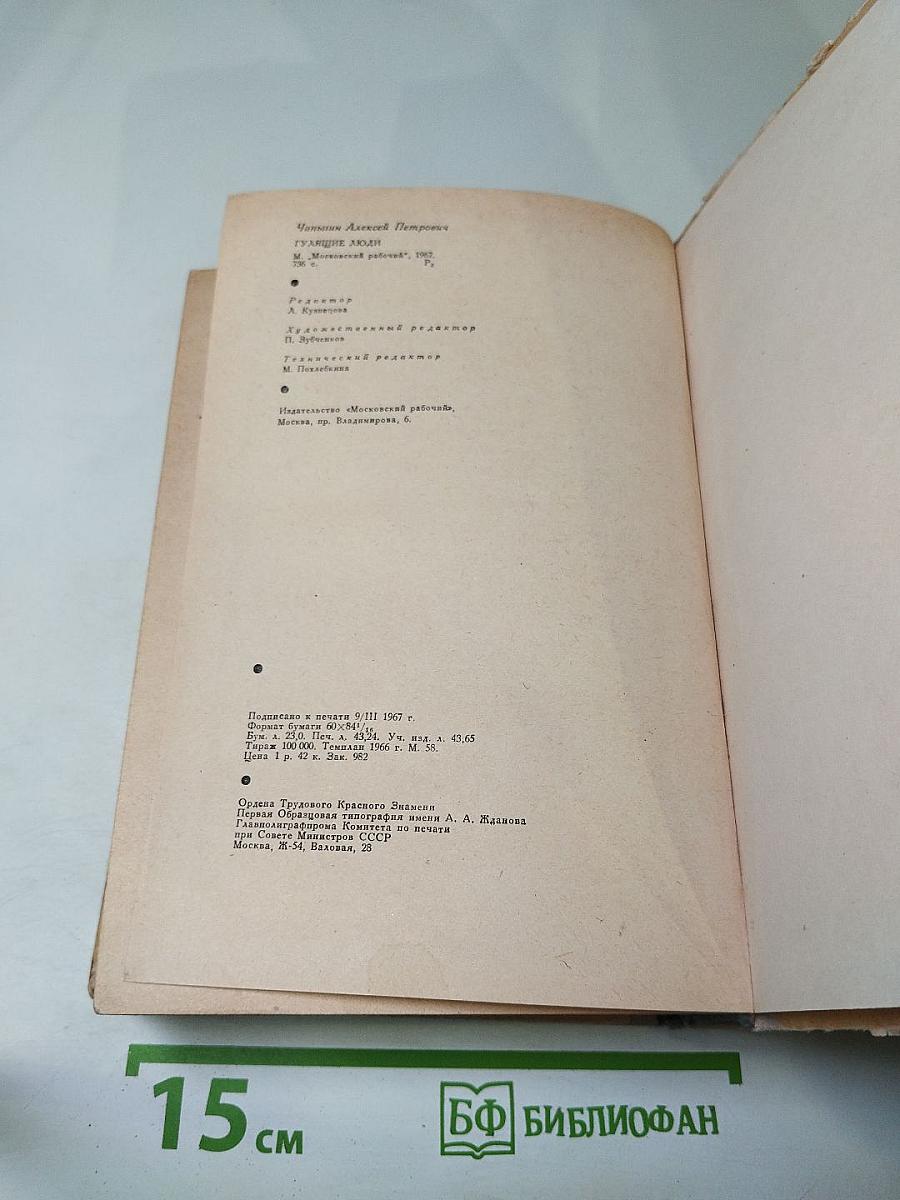 Чапыгин Алексей Петрович
ГУЛЯЩИЕ ЛЮДИ
М. „Московский рабочий“, 1967.
736 с. Р₂
Редактор
Л. Кузнецова
Художественный редактор
П. Зубченков
Технический редактор
М. Похлебкина
Издательство «Московский рабочий»,
Москва, пр. Владимирова, 6.
Подписано к печати 9/III 1967 г.
Формат бумаги 60×84¹/₁₆
Бум. л. 23,0. Печ. л. 43,24. Уч. изд. л. 43,65
Тираж 100 000. Темплан 1966 г. М. 58.
Цена 1 р. 42 к. Зак. 982
Ордена Трудового Красного Знамени
Первая Образцовая типография имени А. А. Жданова
Главполиграфпрома Комитета по печати
при Совете Министров СССР
Москва, Ж-54, Валовая, 28
15 см
БФ БИБЛИОФАН